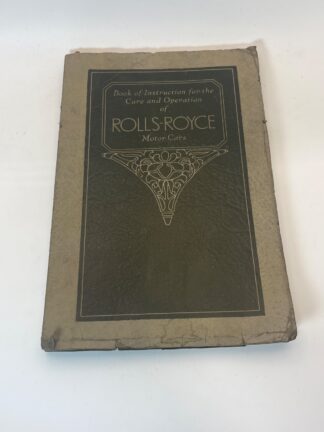 Book of Instruction for the
Care and Operation
of
ROLLS-ROYCE
Motor Cars